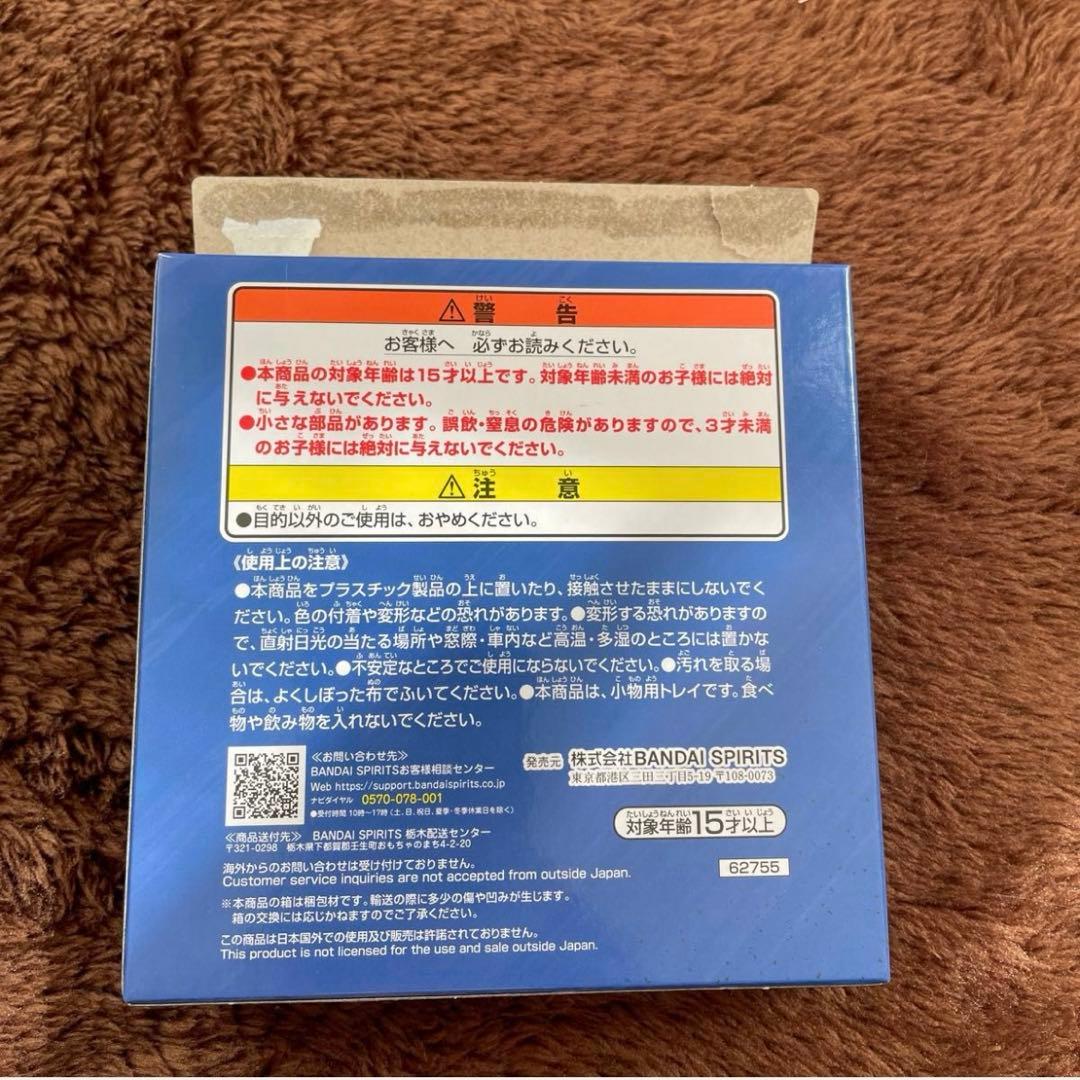 ⚠警告
お客様へ 必ずお読みください。
●本商品の対象年齢は15才以上です。対象年齢未満のお子様には絶対
に与えないでください。
●小さな部品があります。誤飲・窒息の危険がありますので、3才未満
のお子様には絶対に与えないでください。
⚠注意
●目的以外のご使用は、おやめください。
《使用上の注意》
●本商品をプラスチック製品の上に置いたり、接触させたままにしないでく
ださい。色の付着や変形などの恐れがあります。●変形する恐れがありますの
で、直射日光の当たる場所や窓際・車内など高温・多湿のところには置かな
いでください。●不安定なところでご使用にならないでください。●汚れを取る場
合は、よくしぼった布でふいてください。●本商品は、小物用トレイです。食べ
物や飲み物を入れないでください。
≪お問い合わせ先≫
BANDAI SPIRITSお客様相談センター
Web https://support.bandaispirits.co.jp
ナビダイヤル 0570-078-001
●受付時間 10時〜17時(土、日、祝日、夏季・冬季休業日を除く)
≪商品送付先≫ BANDAI SPIRITS 栃木配送センター
〒321-0298 栃木県下都賀郡壬生町おもちゃのまち4-2-20
発売元 株式会社BANDAI SPIRITS
東京都港区三田三丁目5-19 〒108-0073
対象年齢15才以上
62755
海外からのお問い合わせは受け付けておりません。
Customer service inquiries are not accepted from outside Japan.
※本商品の箱は梱包材です。輸送の際に多少の傷や凹みが生じます。
箱の交換には応じかねますのでご了承ください。
この商品は日本国外での使用及び販売は許諾されておりません。
This product is not licensed for the use and sale outside Japan.